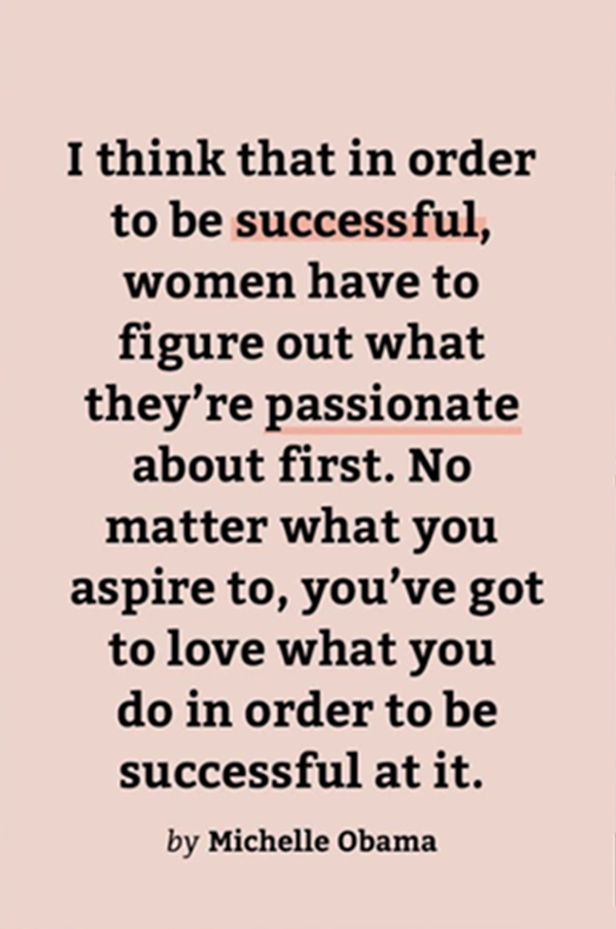 I think that in order
to be successful,
women have to
figure out what
they’re passionate
about first. No
matter what you
aspire to, you’ve got
to love what you
do in order to be
successful at it.
by Michelle Obama